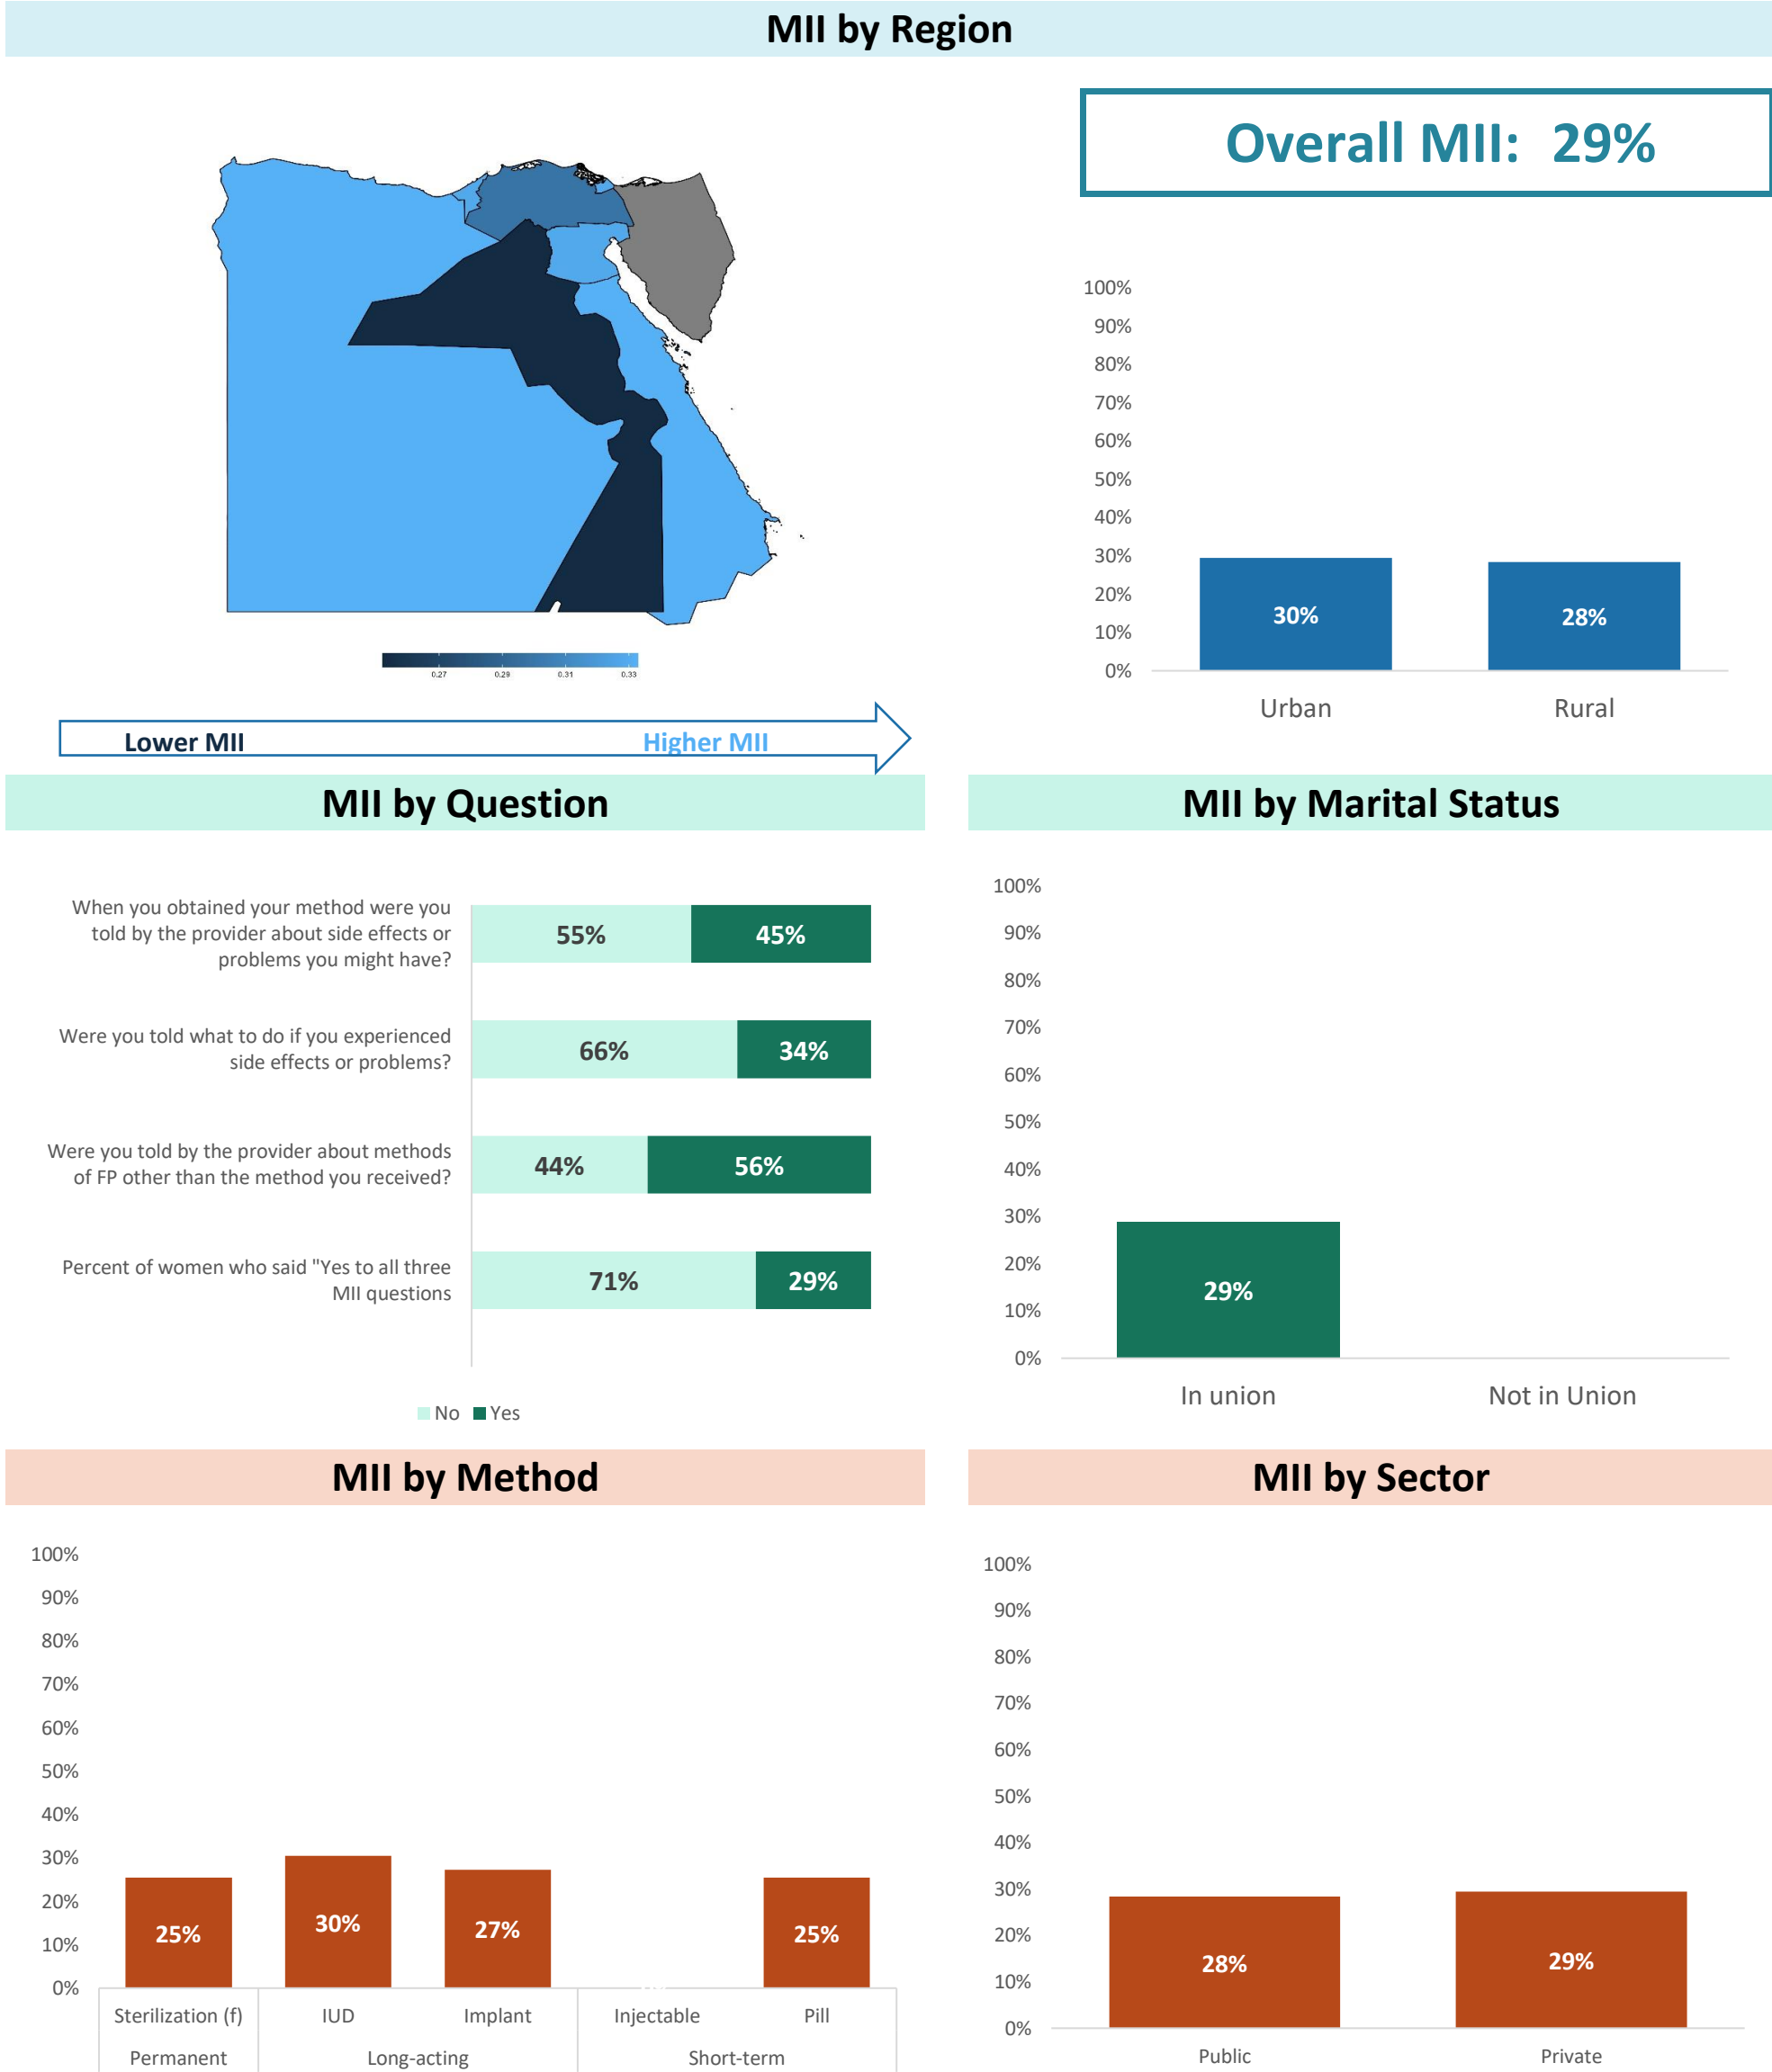 MII by Region
Overall MII: 29%
0.27 0.29 0.31 0.33
Lower MII Higher MII
100%
90%
80%
70%
60%
50%
40%
30%
20%
10%
0%
30% 28%
Urban Rural
MII by Question
When you obtained your method were you
told by the provider about side effects or
problems you might have?
55% 45%
Were you told what to do if you experienced
side effects or problems?
66% 34%
Were you told by the provider about methods
of FP other than the method you received?
44% 56%
Percent of women who said "Yes to all three
MII questions
71% 29%
No Yes
MII by Marital Status
100%
90%
80%
70%
60%
50%
40%
30%
20%
10%
0%
29%
In union Not in Union
MII by Method
100%
90%
80%
70%
60%
50%
40%
30%
20%
10%
0%
25% 30% 27% 25%
Sterilization (f) IUD Implant Injectable Pill
Permanent Long-acting Short-term
MII by Sector
100%
90%
80%
70%
60%
50%
40%
30%
20%
10%
0%
28% 29%
Public Private